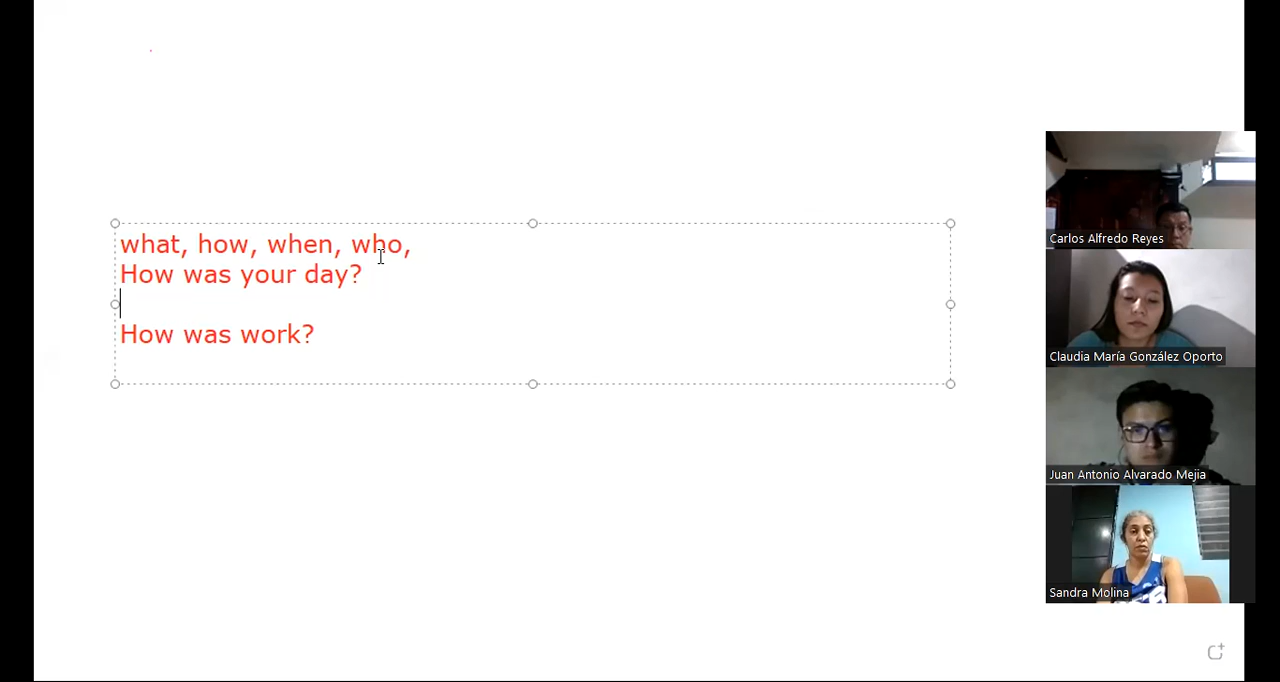 what, how, when, who,
How was your day?
How was work?
Carlos Alfredo Reyes
Claudia María González Oporto
Juan Antonio Alvarado Mejia
Sandra Molina